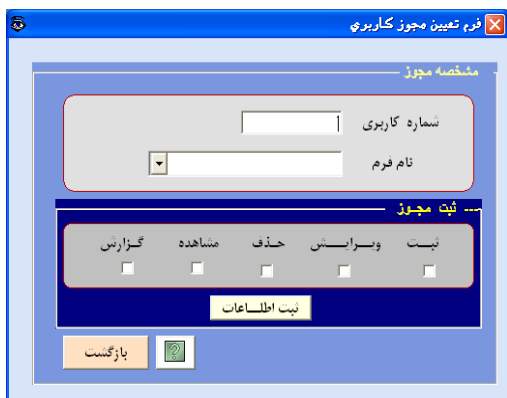 فرم تعیین مجوز کاربري
مشخصه مجوز
شماره کاربری 1
نام فرم
ثبت مجوز
ثبت ویرایش حذف مشاهده گزارش
ثبت اطلاعات
بازگشت ?